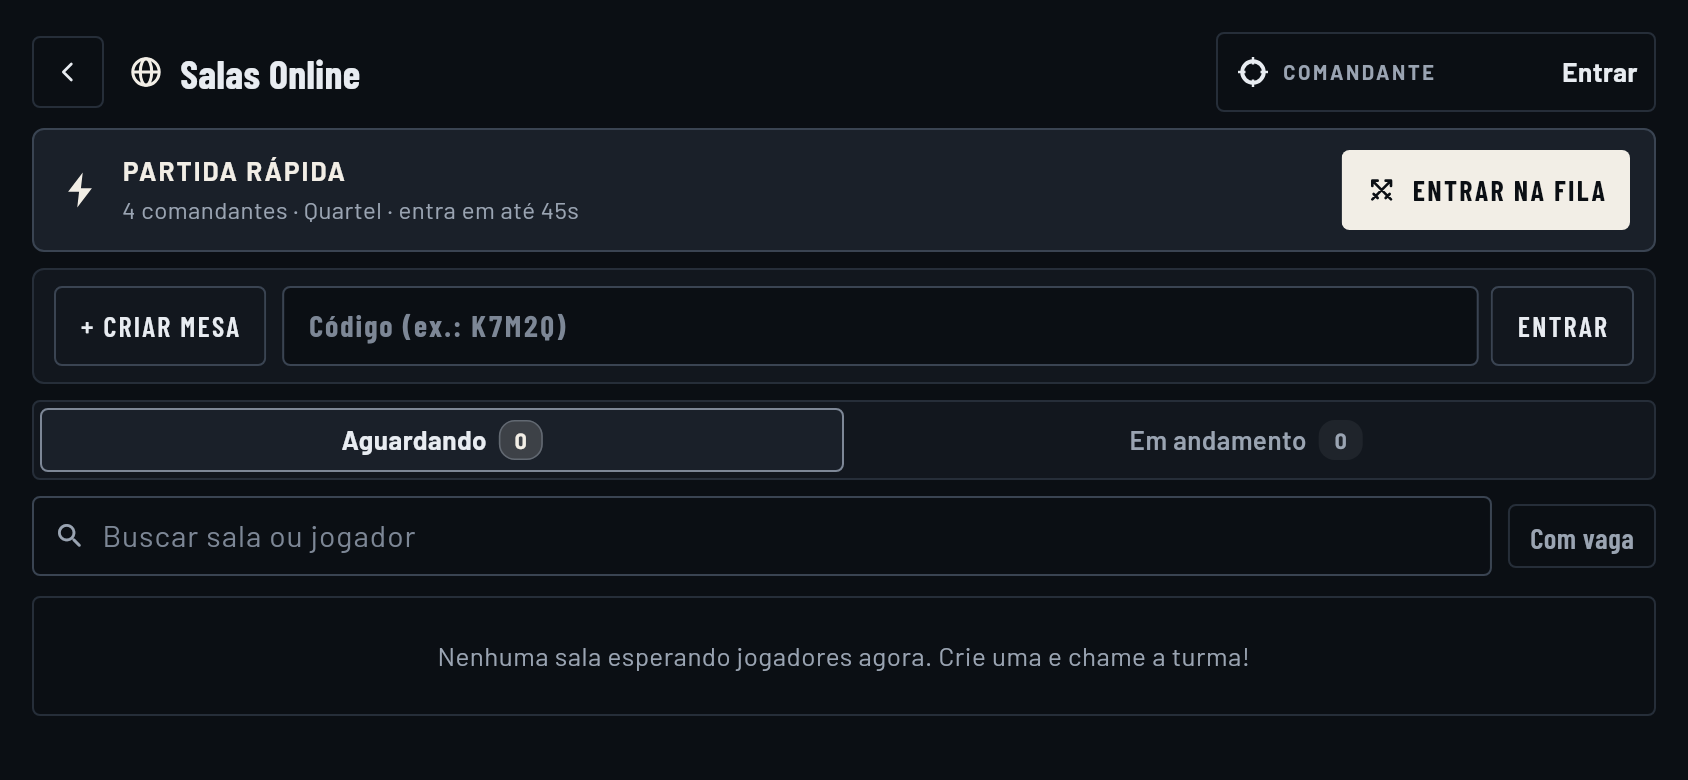 Salas Online
COMANDANTE
Entrar
PARTIDA RÁPIDA
4 comandantes · Quartel · entra em até 45s
ENTRAR NA FILA
+ CRIAR MESA
Código (ex.: K7M2Q)
ENTRAR
Aguardando 0
Em andamento 0
Buscar sala ou jogador
Com vaga
Nenhuma sala esperando jogadores agora. Crie uma e chame a turma!